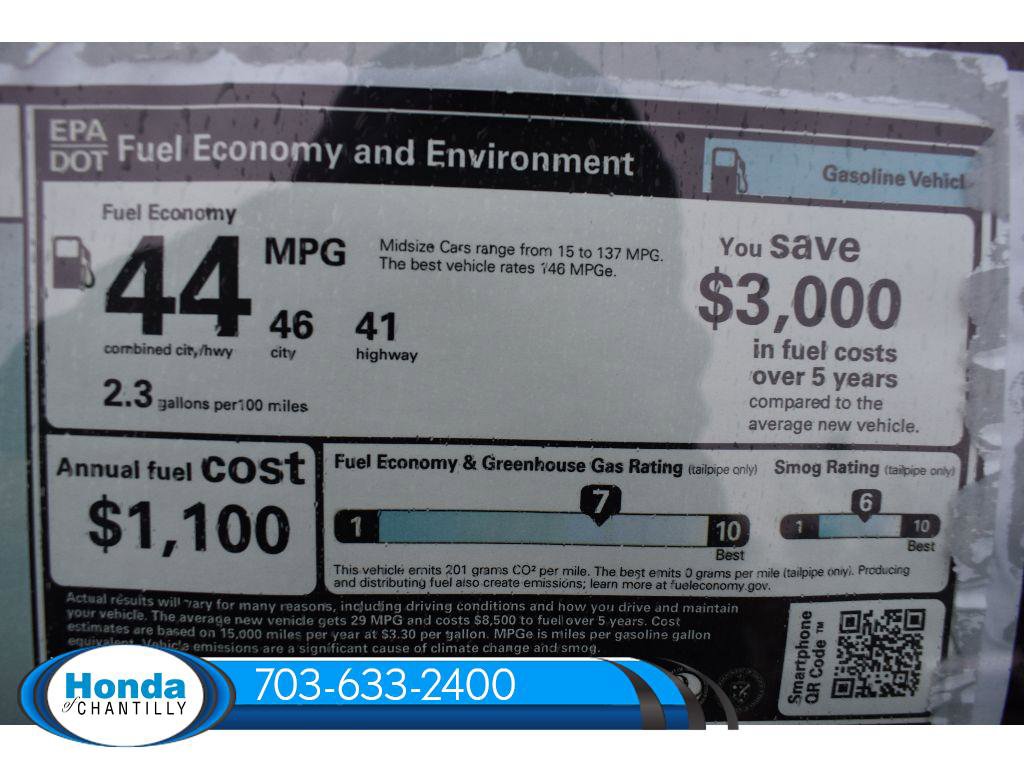 EPA
DOT
Fuel Economy and Environment
Gasoline Vehicl
Fuel Economy
44 MPG
combined city/hwy
46
city
41
highway
2.3 gallons per100 miles
Midsize Cars range from 15 to 137 MPG.
The best vehicle rates 146 MPGe.
You save
$3,000
in fuel costs
over 5 years
compared to the
average new vehicle.
Annual fuel cost
$1,100
Fuel Economy & Greenhouse Gas Rating (tailpipe only)
1
7
10
Best
Smog Rating (tailpipe only)
1
6
10
Best
This vehicle emits 201 grams CO² per mile. The best emits 0 grams per mile (tailpipe only). Producing
and distributing fuel also create emissions; learn more at fueleconomy.gov.
Actual results will vary for many reasons, including driving conditions and how you drive and maintain
your vehicle. The average new vehicle gets 29 MPG and costs $8,500 to fuel over 5 years. Cost
estimates are based on 15,000 miles per year at $3.30 per gallon. MPGe is miles per gasoline gallon
equivalent. Vehicle emissions are a significant cause of climate change and smog.
Smartphone
QR Code ™
Honda
of CHANTILLY
703-633-2400